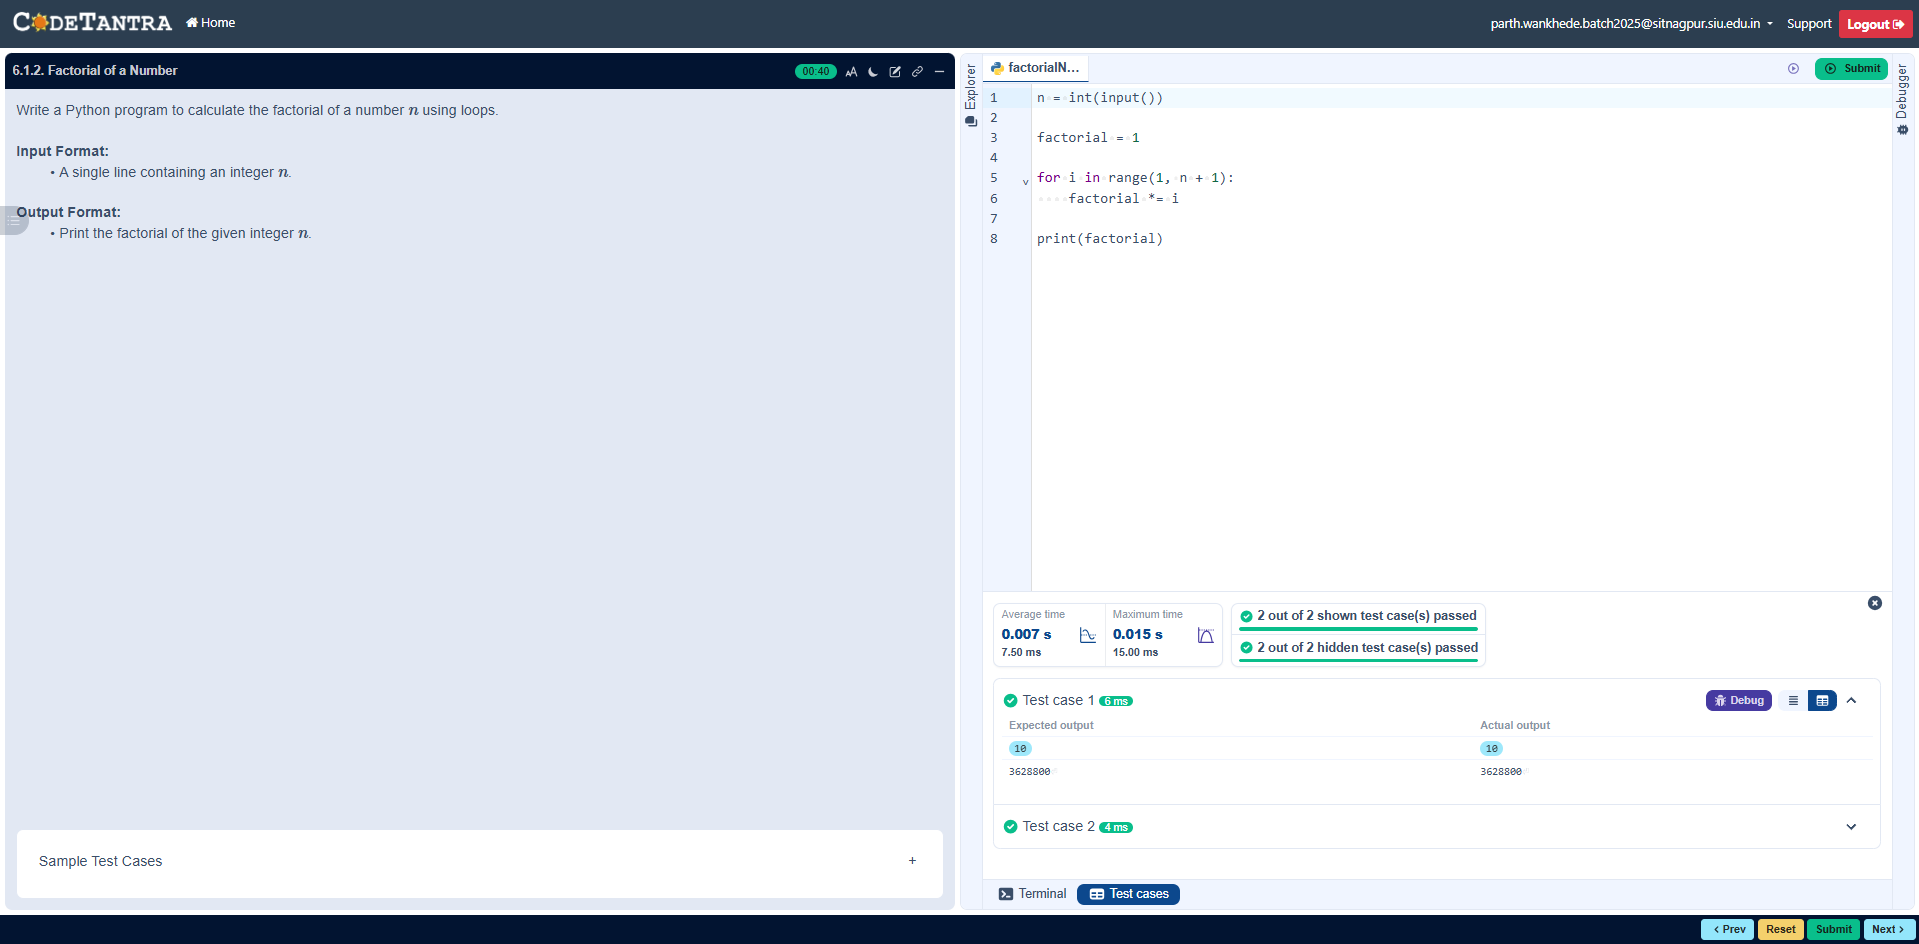 CODETANTRA Home
parth.wankhede.batch2025@sitnagpur.siu.edu.in Support Logout
6.1.2. Factorial of a Number
00:40
Write a Python program to calculate the factorial of a number n using loops.
Input Format:
• A single line containing an integer n.
Output Format:
• Print the factorial of the given integer n.
Sample Test Cases
+
Explorer
factorialN...
Submit
Debugger
1 n = int(input())
2
3 factorial = 1
4
5 for i in range(1, n + 1):
6 factorial *= i
7
8 print(factorial)
Average time
0.007 s
7.50 ms
Maximum time
0.015 s
15.00 ms
2 out of 2 shown test case(s) passed
2 out of 2 hidden test case(s) passed
Test case 1 6 ms
Debug
Expected output Actual output
10 10
3628800 3628800
Test case 2 4 ms
Terminal Test cases
< Prev Reset Submit Next >